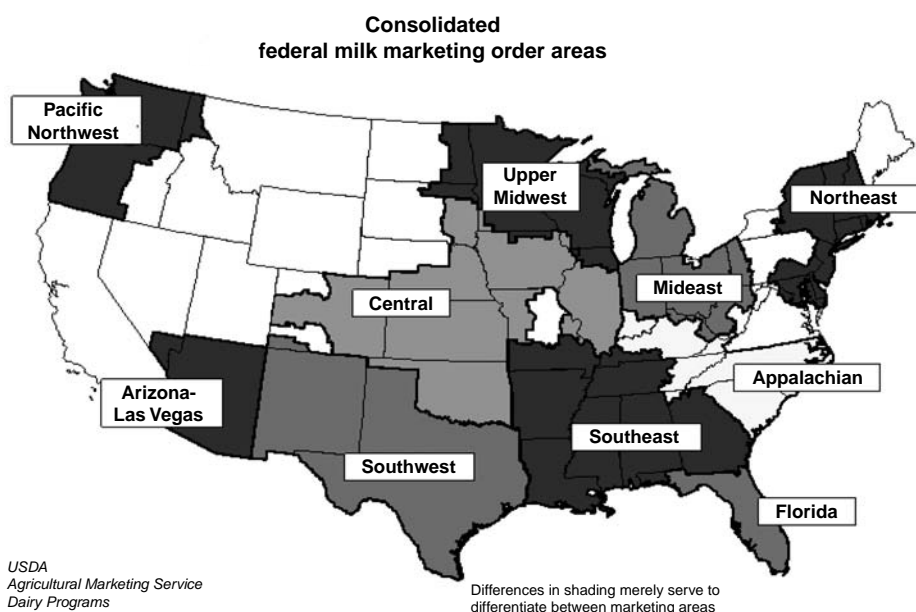 Consolidated
federal milk marketing order areas
Pacific
Northwest
Upper
Midwest
Northeast
Mideast
Central
Appalachian
Arizona-
Las Vegas
Southeast
Southwest
Florida
USDA
Agricultural Marketing Service
Dairy Programs
Differences in shading merely serve to
differentiate between marketing areas